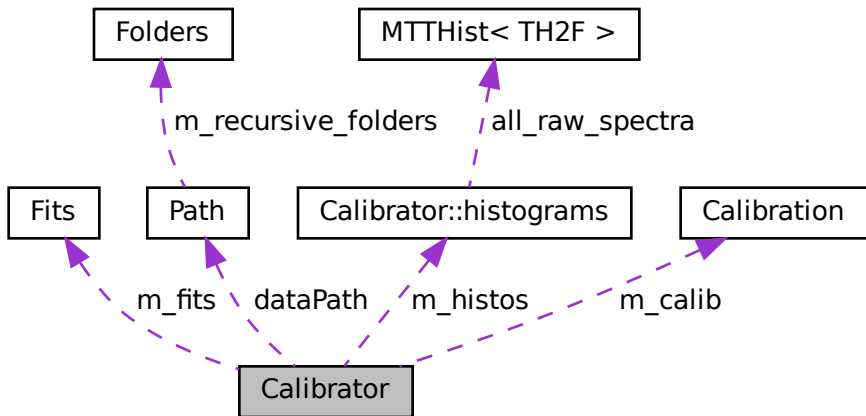 Folders
MTTHist< TH2F >
m_recursive_folders
all_raw_spectra
Fits
Path
Calibrator::histograms
Calibration
m_fits
dataPath
m_histos
m_calib
Calibrator